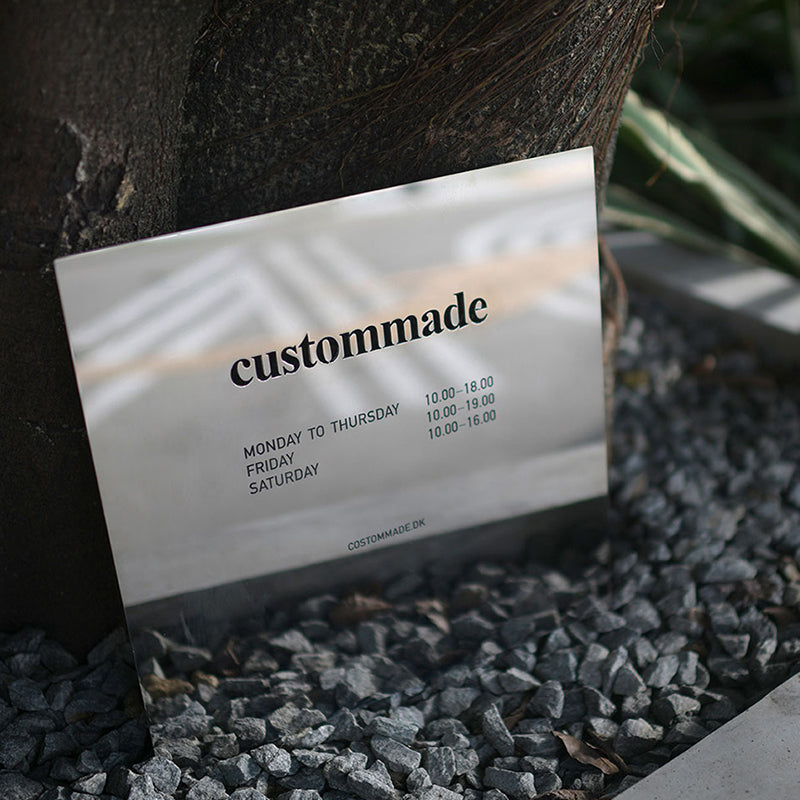 custommade
MONDAY TO THURSDAY 10.00–18.00
FRIDAY 10.00–19.00
SATURDAY 10.00–16.00
COSTOMMADE.DK